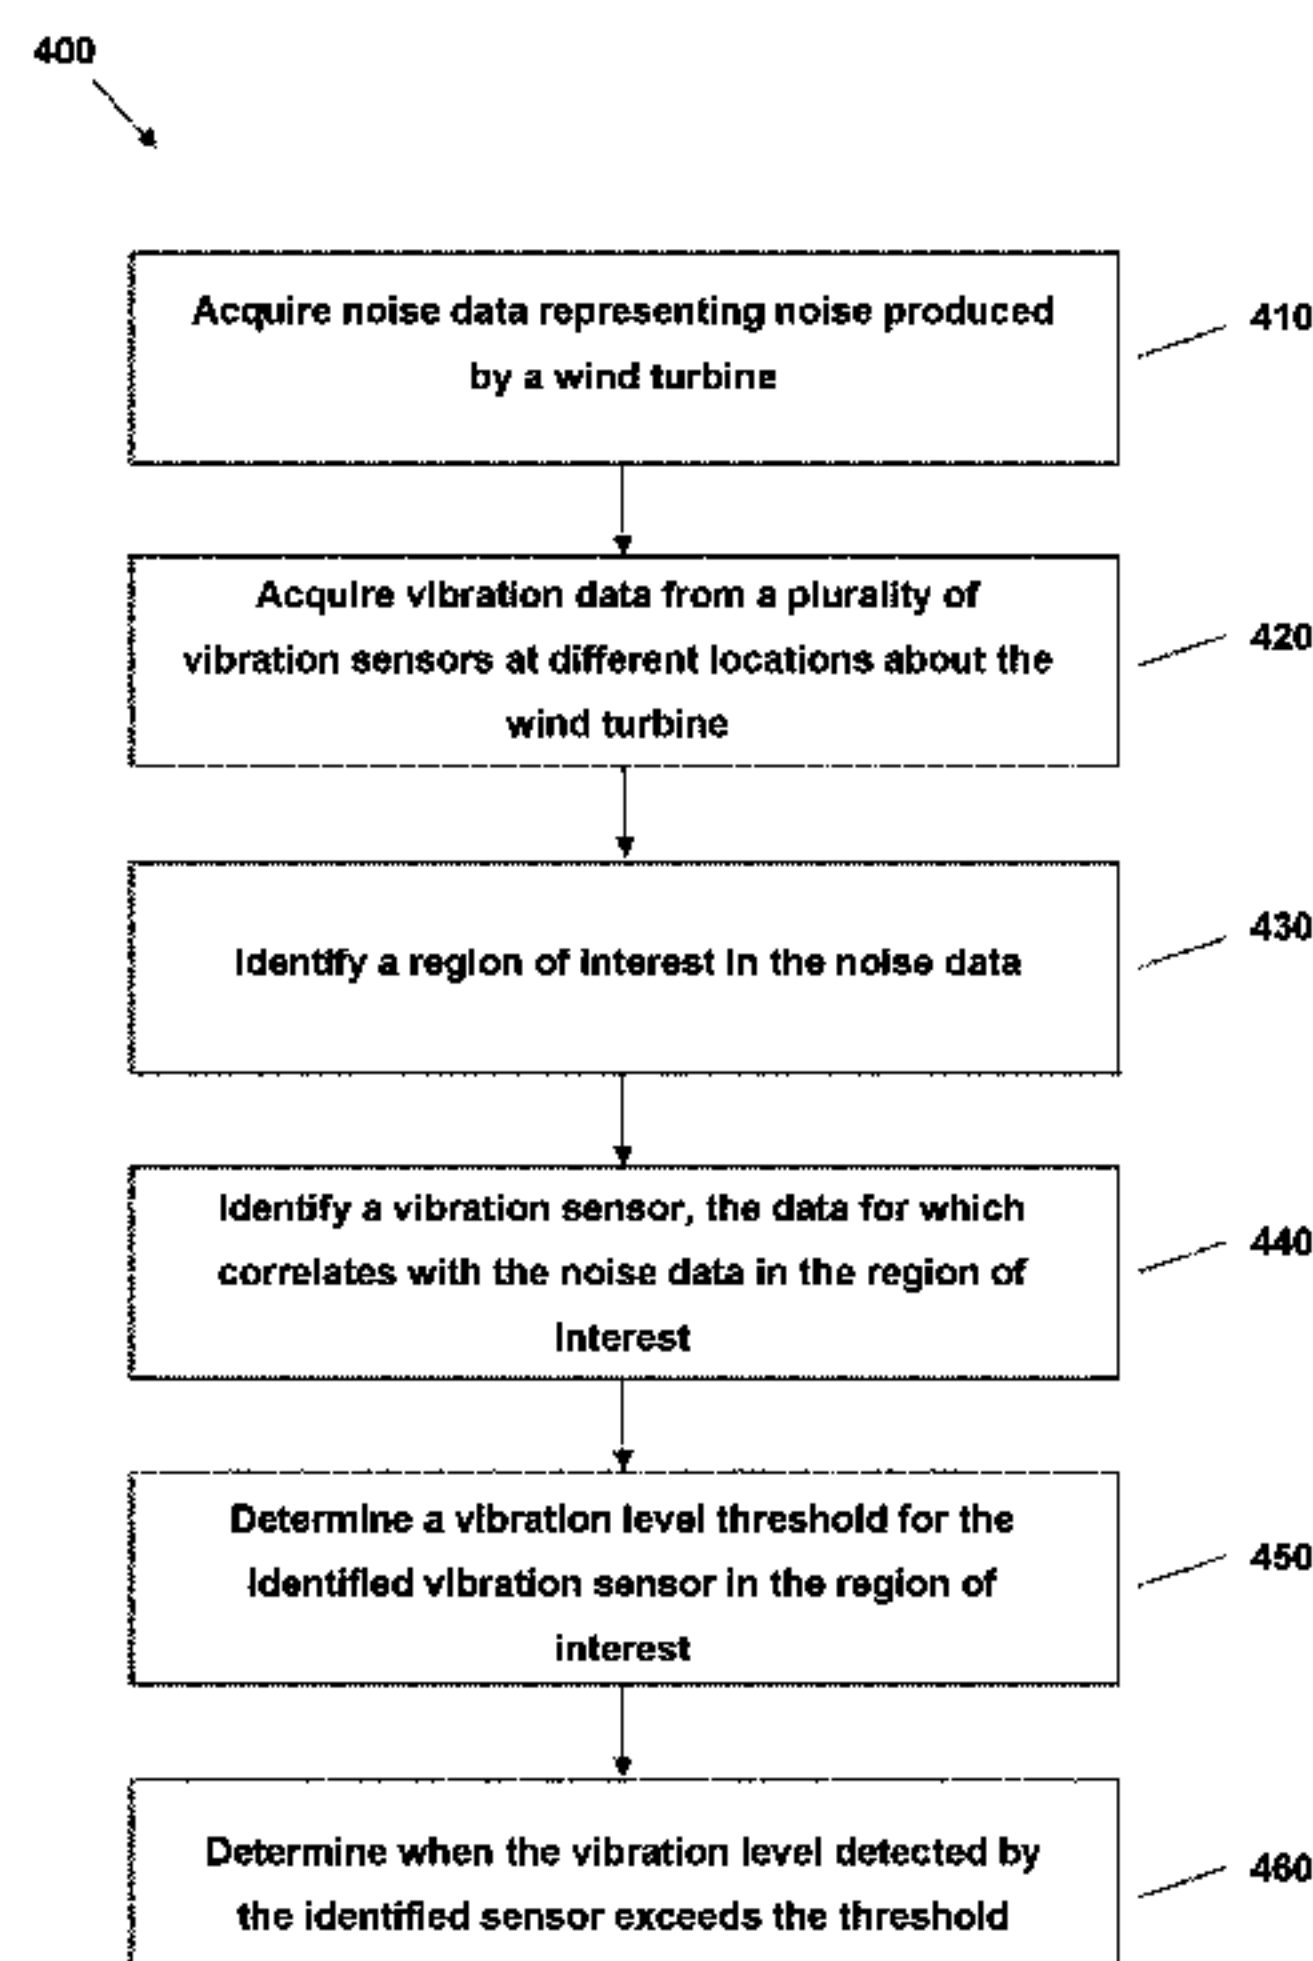 400
Acquire noise data representing noise produced
by a wind turbine
410
Acquire vibration data from a plurality of
vibration sensors at different locations about the
wind turbine
420
Identify a region of interest in the noise data
430
Identify a vibration sensor, the data for which
correlates with the noise data in the region of
interest
440
Determine a vibration level threshold for the
identified vibration sensor in the region of
interest
450
Determine when the vibration level detected by
the identified sensor exceeds the threshold
460